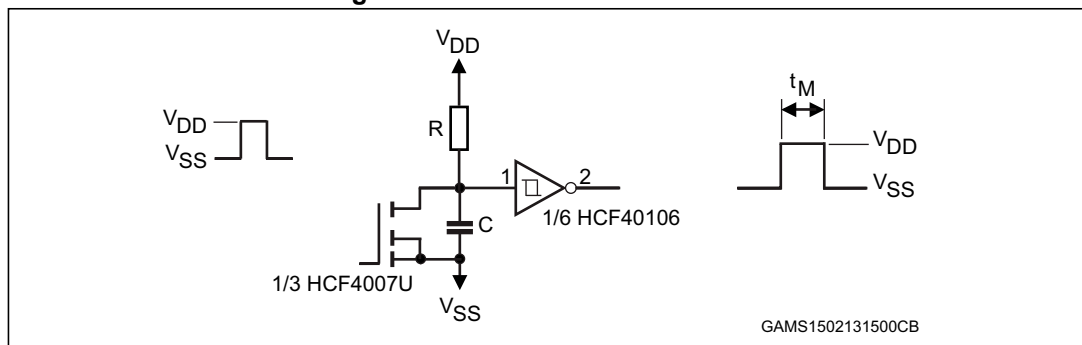 g
VDD
VSS
VDD
R
1
2
1/6 HCF40106
C
1/3 HCF4007U
VSS
tM
VDD
VSS
GAMS1502131500CB